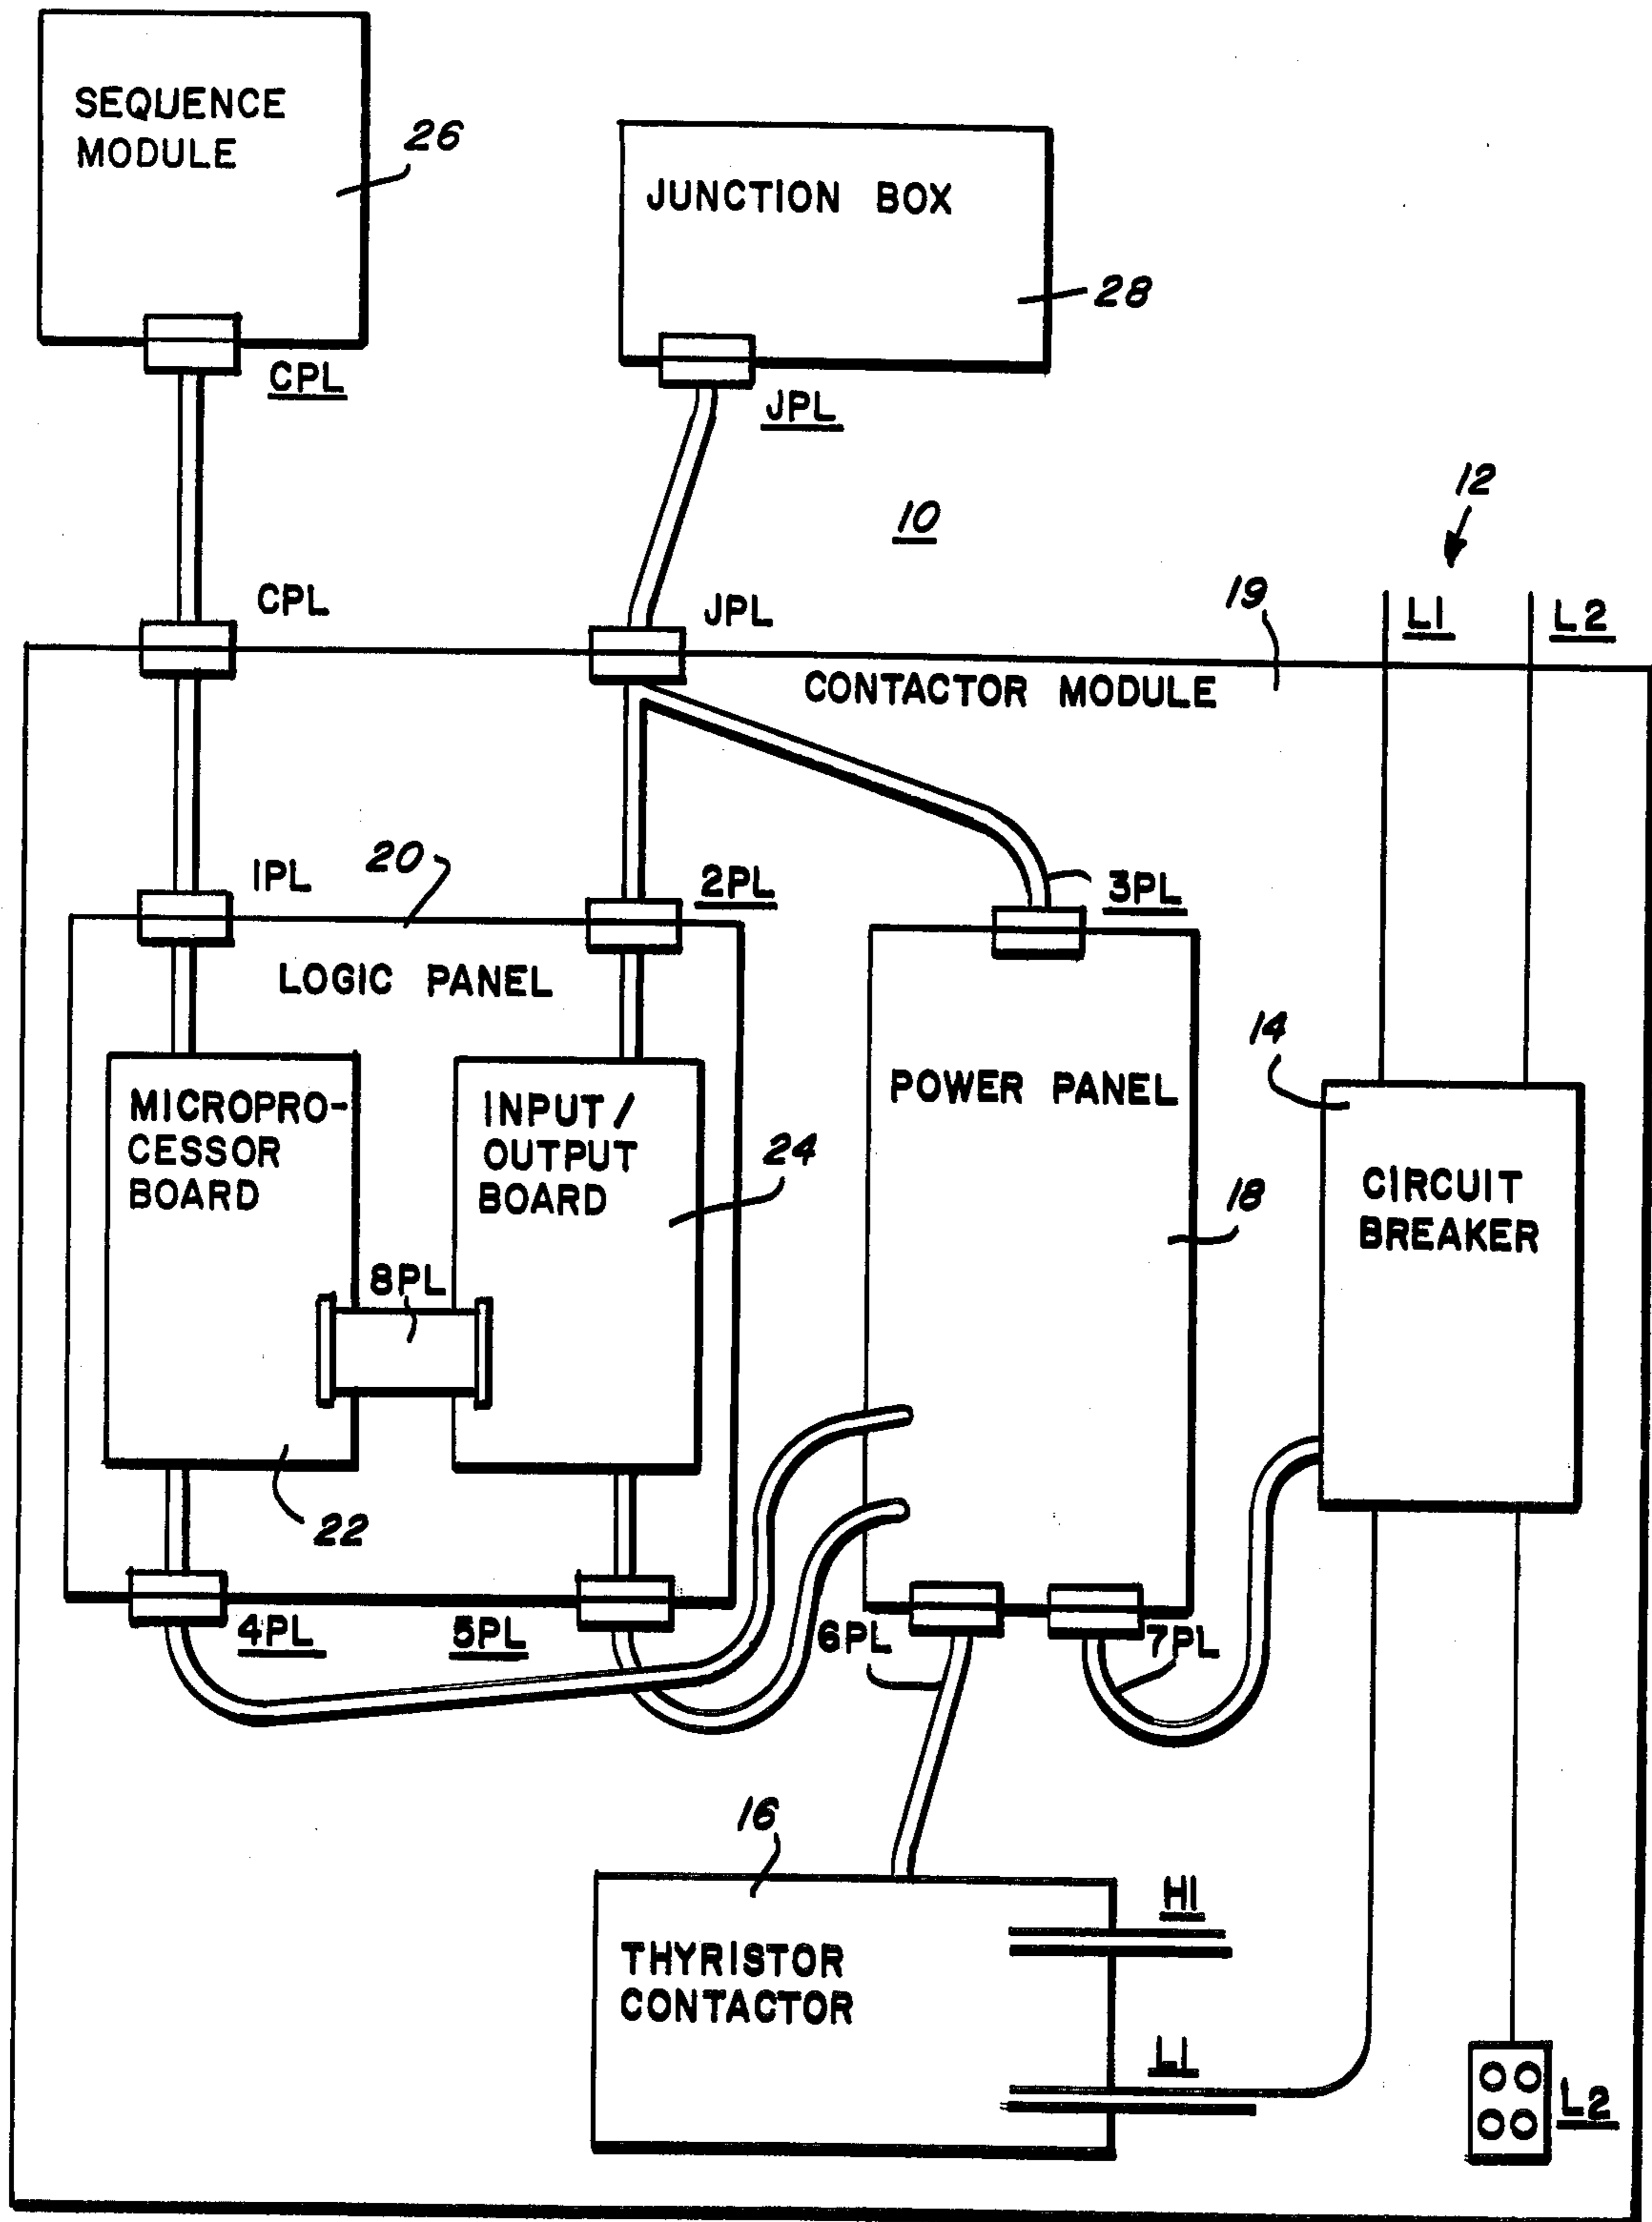 SEQUENCE
MODULE
26
JUNCTION BOX
28
CPL
JPL
10
12
CPL
JPL
19
L1
L2
CONTACTOR MODULE
1PL
20
2PL
3PL
LOGIC PANEL
14
MICROPRO-
CESSOR
BOARD
INPUT/
OUTPUT
BOARD
24
POWER PANEL
18
CIRCUIT
BREAKER
8PL
22
4PL
5PL
6PL
7PL
16
THYRISTOR
CONTACTOR
H1
L1
L2